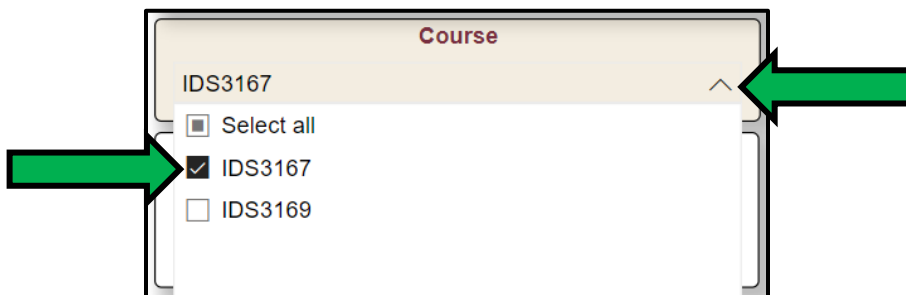 Course
IDS3167
Select all
IDS3167
IDS3169